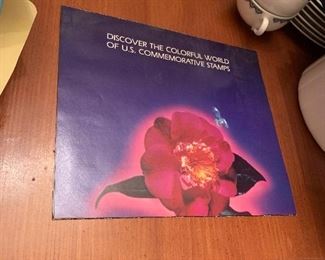 DISCOVER THE COLORFUL WORLD
OF U.S. COMMEMORATIVE STAMPS